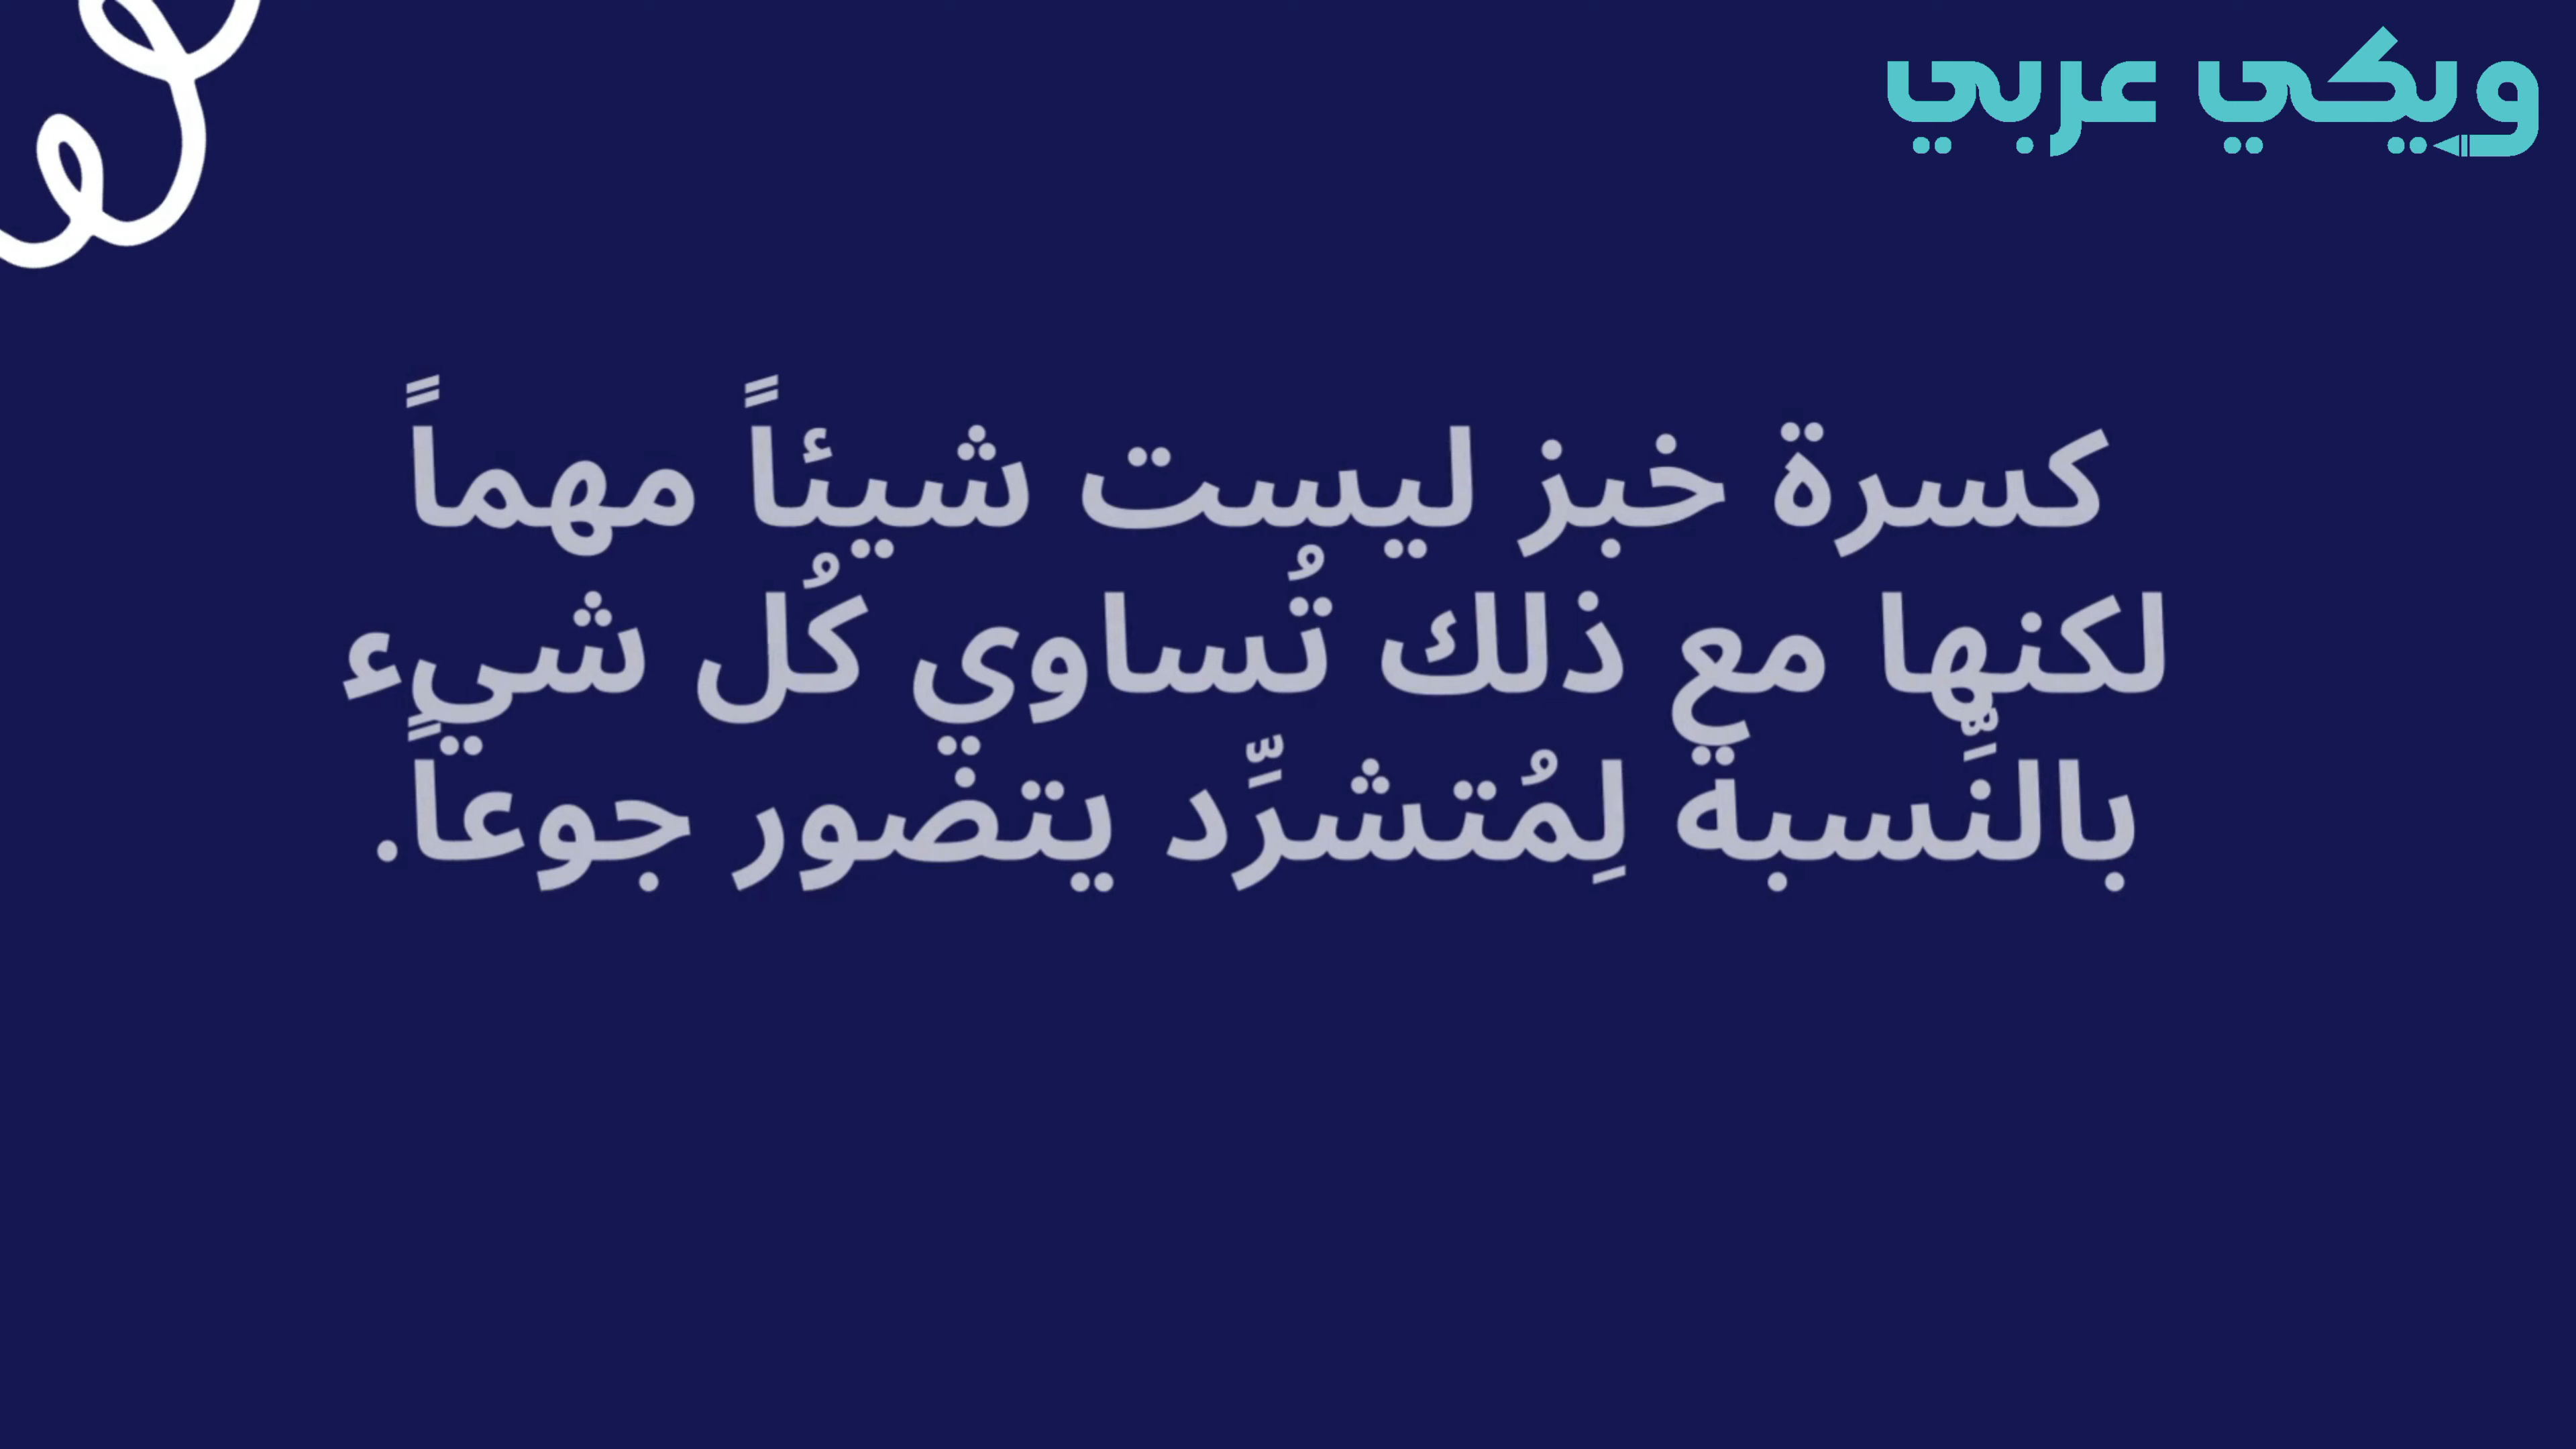 ويكي عربي
كسرة خبز ليست شيئاً مهماً
لكنها مع ذلك تُساوي كُل شيء
بالنِّسبة لِمُتشرِّد يتضور جوعاً.